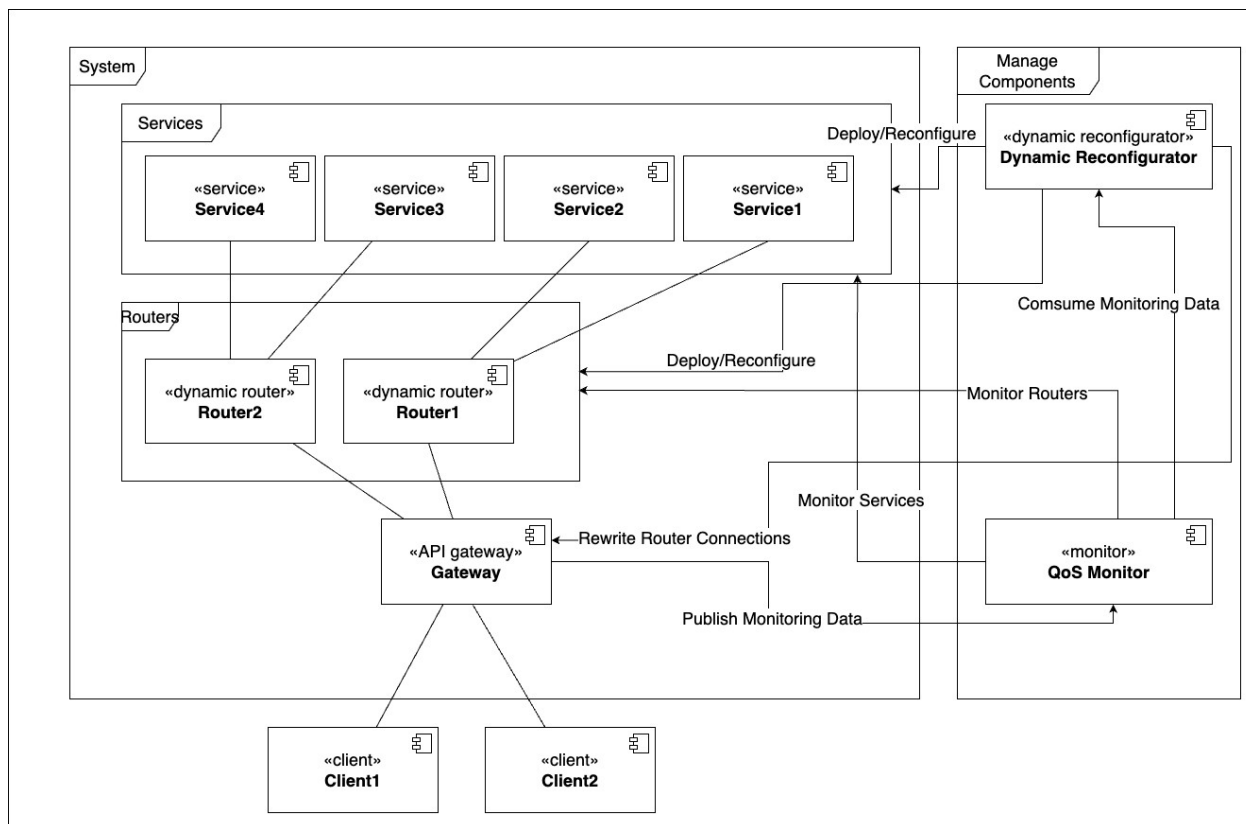 System
Manage
Components
Services
Deploy/Reconfigure
«dynamic reconfigurator»
Dynamic Reconfigurator
«service»
Service4
«service»
Service3
«service»
Service2
«service»
Service1
Comsume Monitoring Data
Routers
Deploy/Reconfigure
«dynamic router»
Router2
«dynamic router»
Router1
Monitor Routers
Monitor Services
«API gateway»
Gateway
Rewrite Router Connections
«monitor»
QoS Monitor
Publish Monitoring Data
«client»
Client1
«client»
Client2